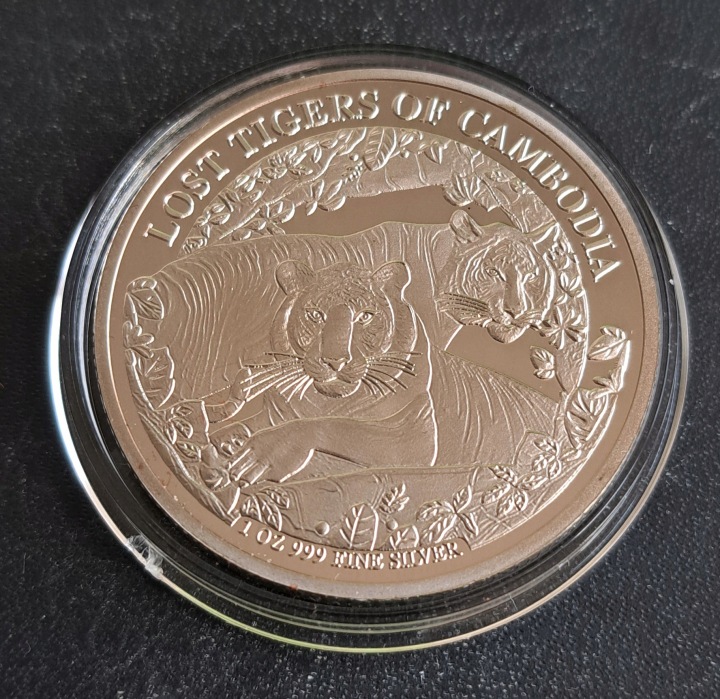 LOST TIGERS OF CAMBODIA
1 OZ 999 FINE SILVER